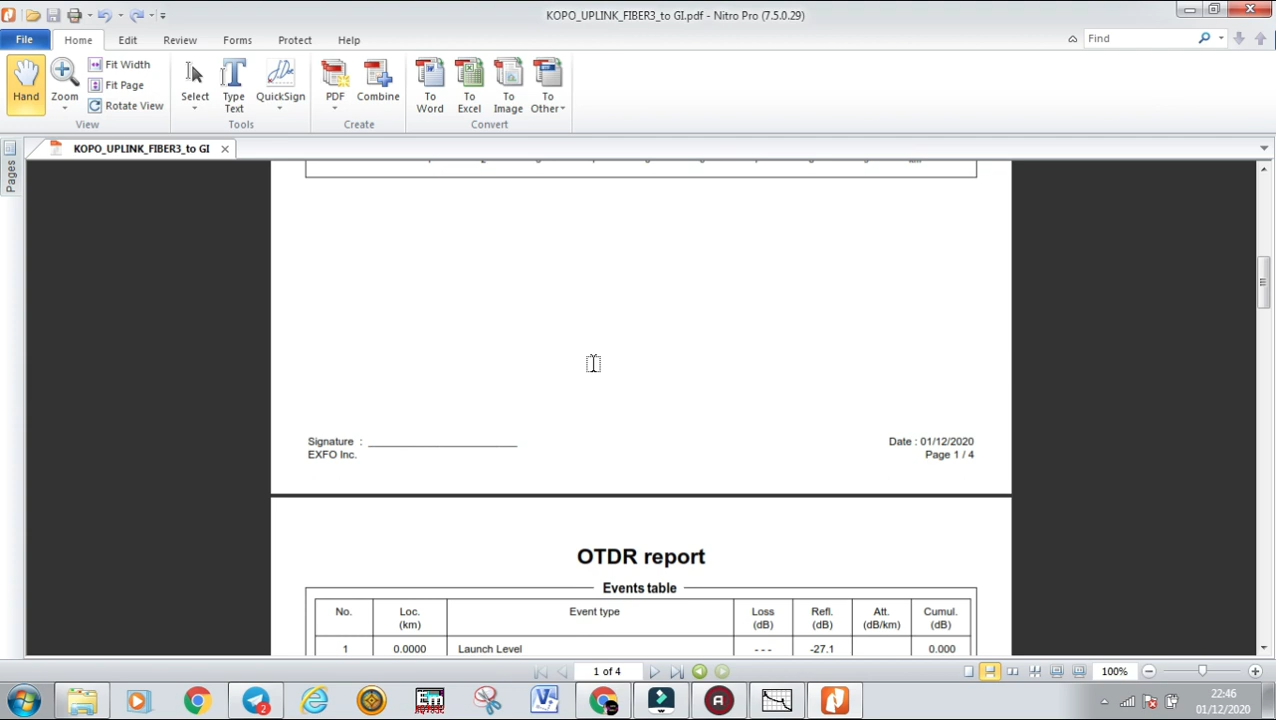 KOPO_UPLINK_FIBER3_to GI.pdf - Nitro Pro (7.5.0.29)
File Home Edit Review Forms Protect Help
Find
Hand
Zoom
Fit Width
Fit Page
Rotate View
View
Select
Type Text
QuickSign
Tools
PDF
Combine
Create
To Word
To Excel
To Image
To Other
Convert
KOPO_UPLINK_FIBER3_to GI
Pages
Signature :
Date : 01/12/2020
EXFO Inc.
Page 1 / 4
OTDR report
Events table
No. Loc. Event type Loss Refl. Att. Cumul.
(km) (dB) (dB) (dB/km) (dB)
1 0.0000 Launch Level - - - -27.1 0.000
1 of 4
100%
2
22:46
01/12/2020